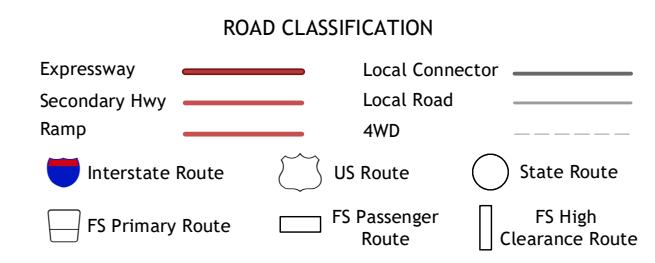 ROAD CLASSIFICATION
Expressway
Local Connector
Secondary Hwy
Local Road
Ramp
4WD
Interstate Route
US Route
State Route
FS Primary Route
FS Passenger
Route
FS High
Clearance Route